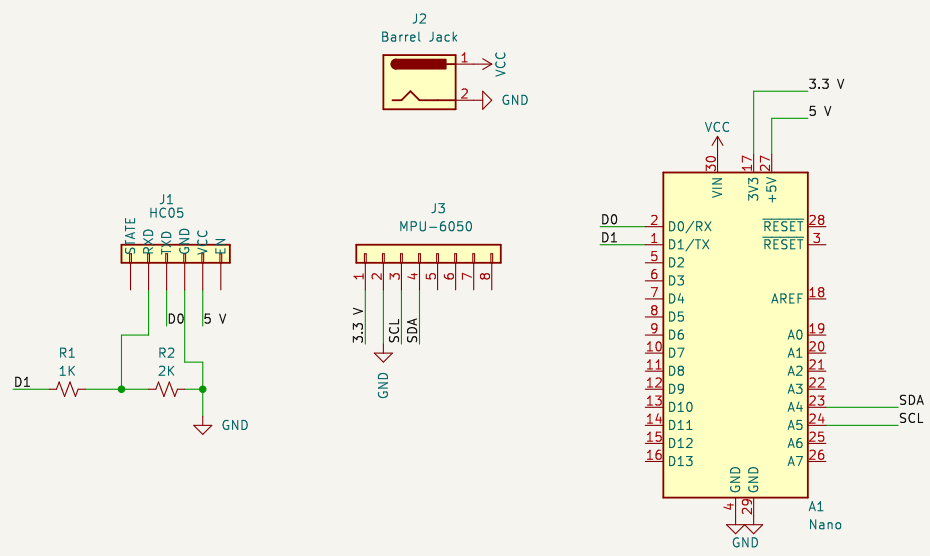 J2
Barrel Jack
1
VCC
2
GND
3.3 V
5 V
VCC
30
17
27
VIN
3V3
+5V
J1
HC05
STATE
RXD
TXD
GND
VCC
EN
D0
5 V
R1
1K
R2
2K
D1
GND
J3
MPU-6050
1
2
3
4
5
6
7
8
3.3 V
SCL
SDA
GND
D0
2
D0/RX
RESET
28
D1
1
D1/TX
RESET
3
5
D2
6
D3
7
D4
AREF
18
8
D5
9
D6
A0
19
10
D7
A1
20
11
D8
A2
21
12
D9
A3
22
13
D10
A4
23
SDA
14
D11
A5
24
SCL
15
D12
A6
25
16
D13
A7
26
GND
GND
4
29
GND
A1
Nano